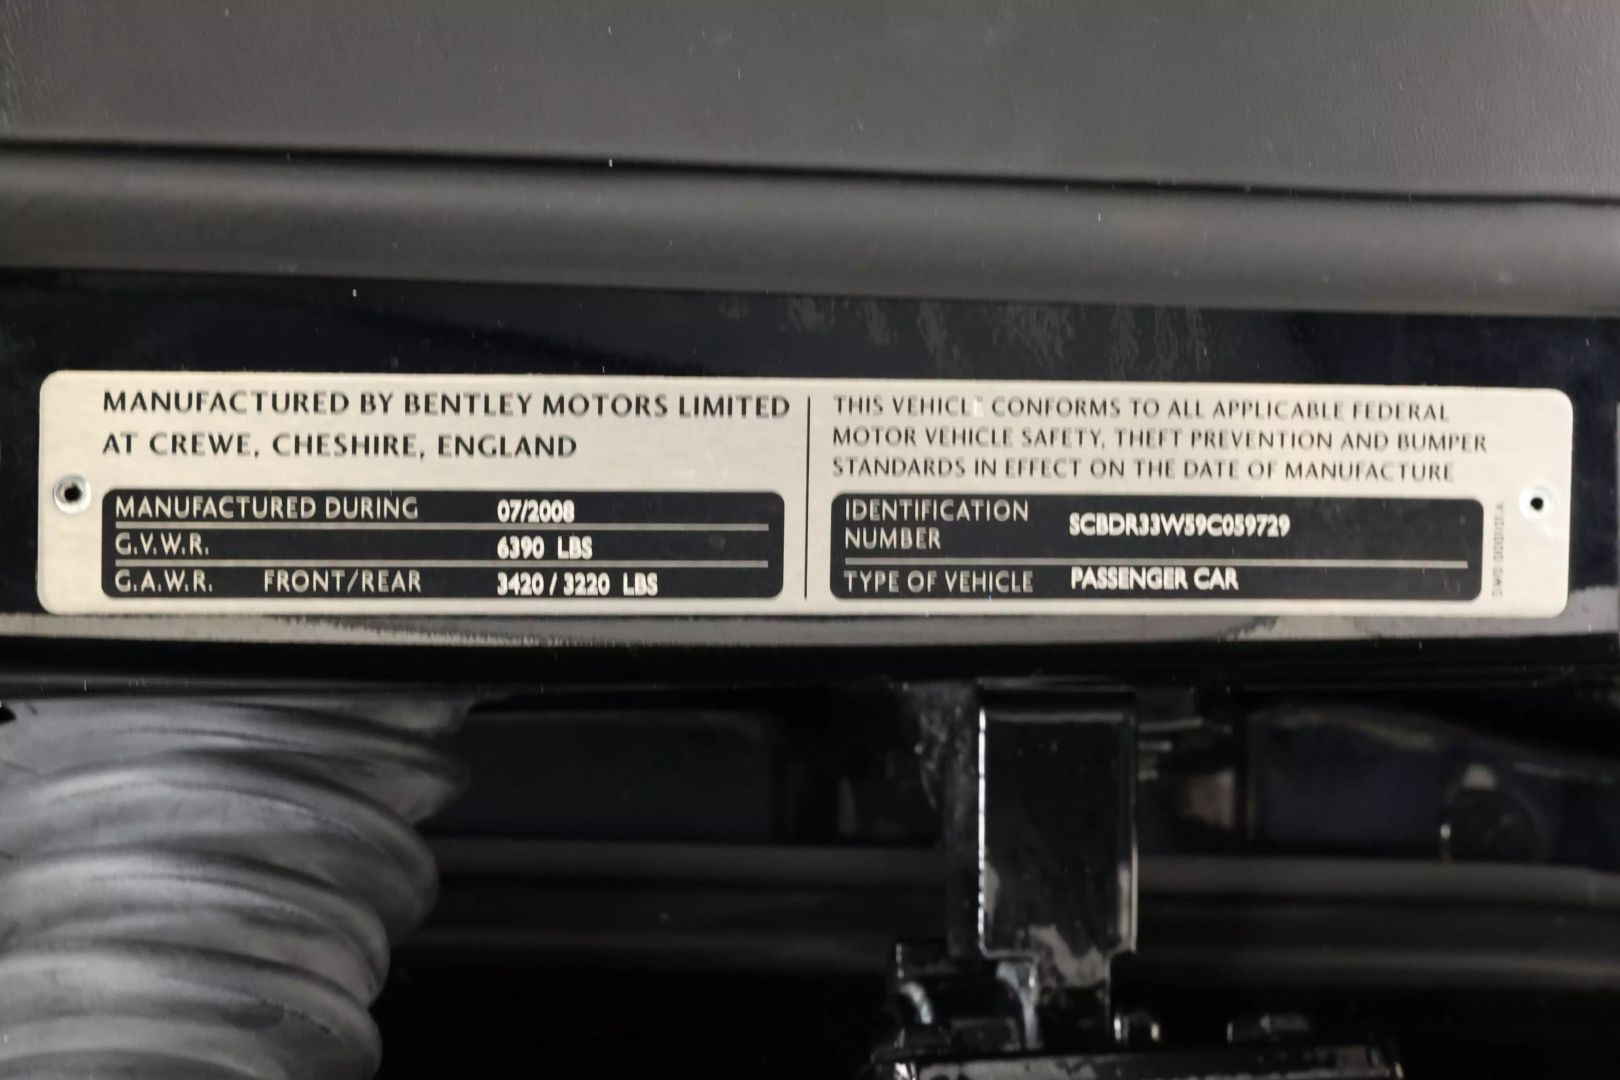 MANUFACTURED BY BENTLEY MOTORS LIMITED
AT CREWE, CHESHIRE, ENGLAND
MANUFACTURED DURING 07/2008
G.V.W.R. 6390 LBS
G.A.W.R. FRONT/REAR 3420 / 3220 LBS
THIS VEHICLE CONFORMS TO ALL APPLICABLE FEDERAL
MOTOR VEHICLE SAFETY, THEFT PREVENTION AND BUMPER
STANDARDS IN EFFECT ON THE DATE OF MANUFACTURE
IDENTIFICATION
NUMBER SCBDR33W59C059729
TYPE OF VEHICLE PASSENGER CAR